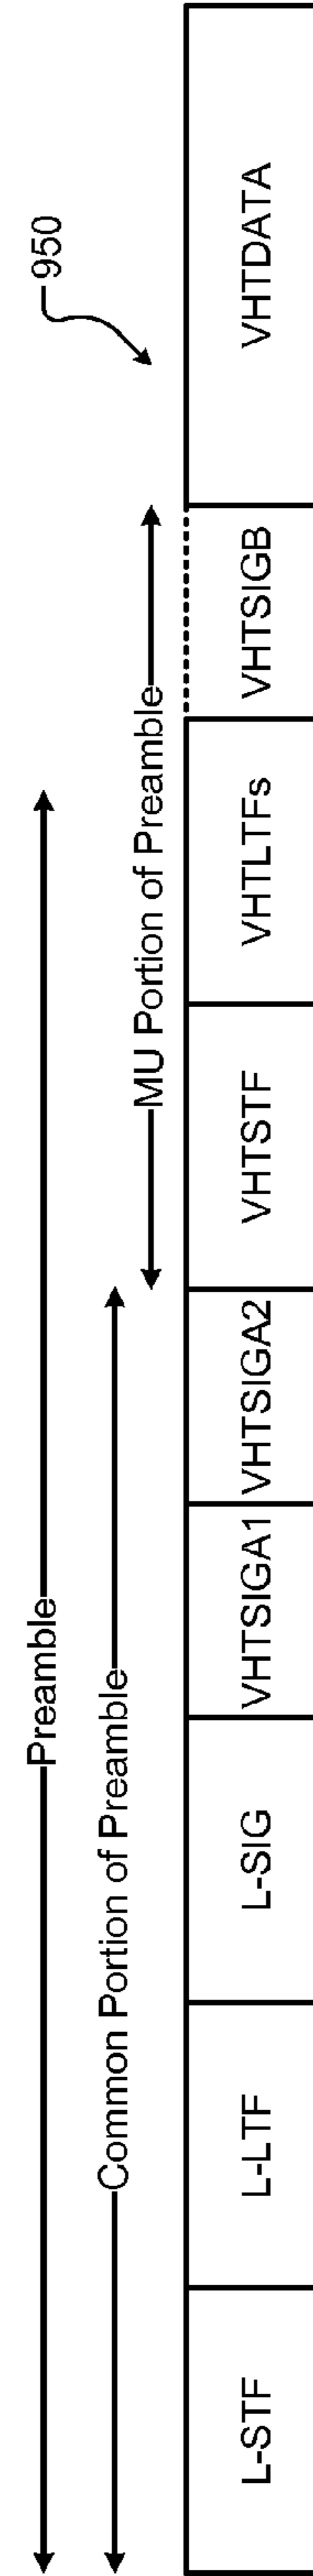 950
Preamble
MU Portion of Preamble
Common Portion of Preamble
L-STF
L-LTF
L-SIG
VHTSIGA1
VHTSIGA2
VHTSTF
VHTLTFs
VHTSIGB
VHTDATA